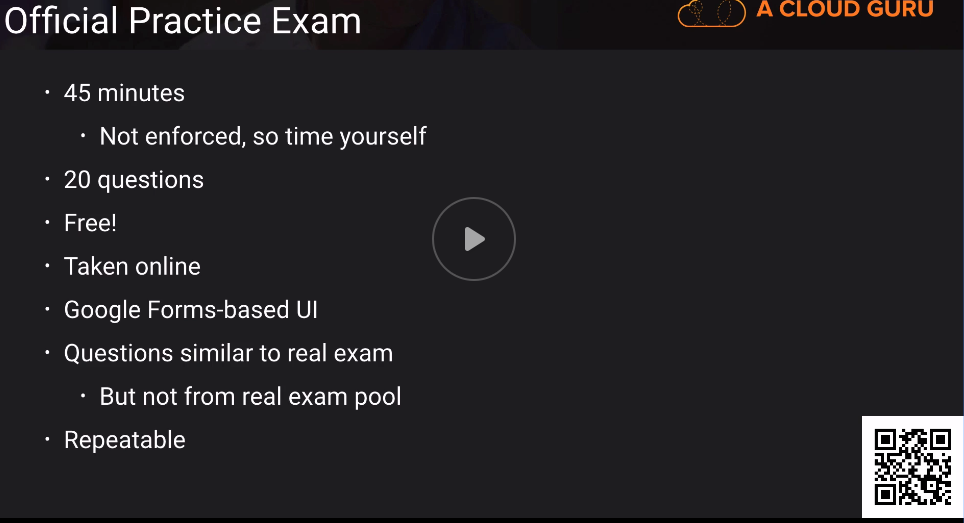 Official Practice Exam
A CLOUD GURU
• 45 minutes
• Not enforced, so time yourself
• 20 questions
• Free!
• Taken online
• Google Forms-based UI
• Questions similar to real exam
• But not from real exam pool
• Repeatable